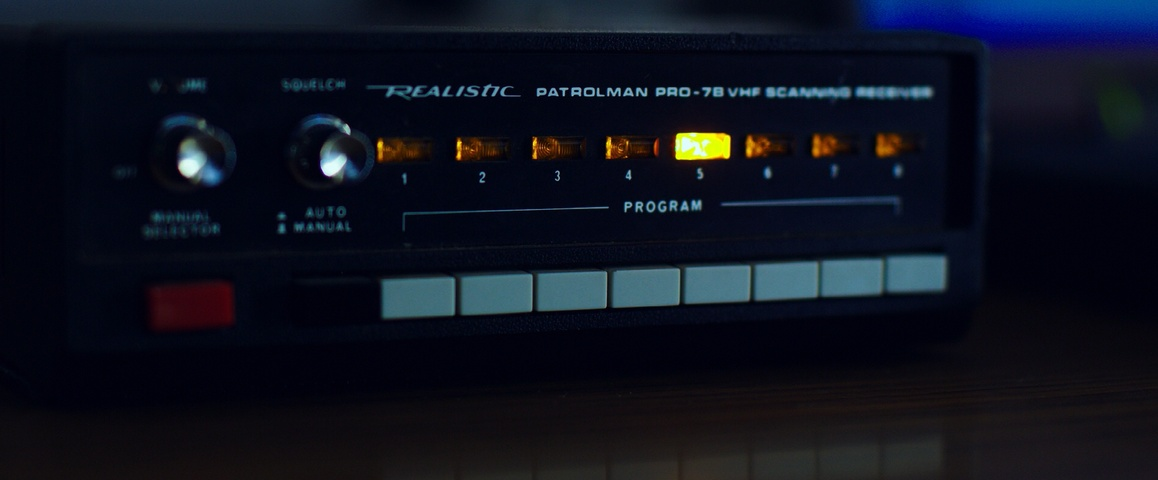 SQUELCH
REALISTIC PATROLMAN PRO-7B VHF SCANNING RECEIVER
1 2 3 4 5 6 7 8
MANUAL
SELECTOR
AUTO
MANUAL
PROGRAM